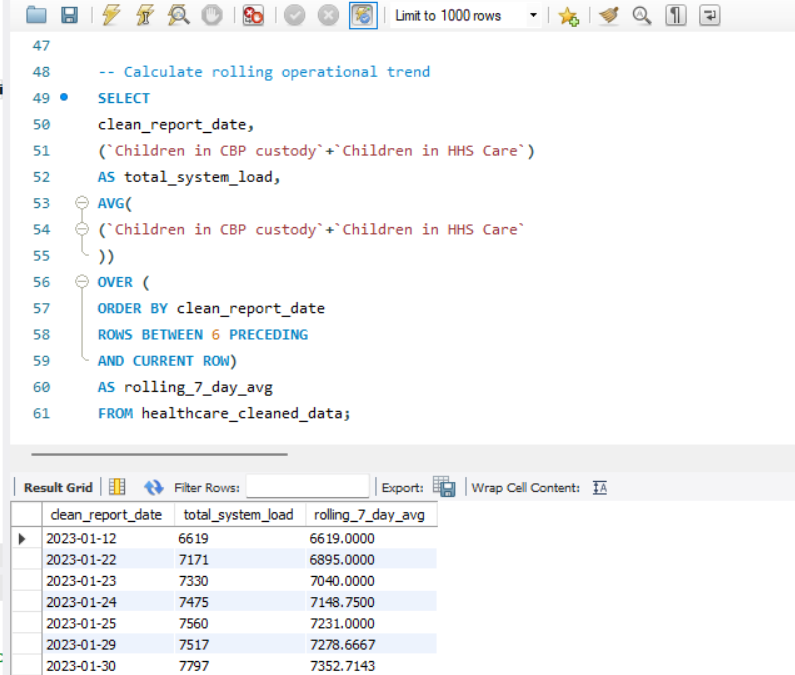 Limit to 1000 rows
47
48 -- Calculate rolling operational trend
49 SELECT
50 clean_report_date,
51 (`Children in CBP custody`+`Children in HHS Care`)
52 AS total_system_load,
53 AVG(
54 (`Children in CBP custody`+`Children in HHS Care`
55 ))
56 OVER (
57 ORDER BY clean_report_date
58 ROWS BETWEEN 6 PRECEDING
59 AND CURRENT ROW)
60 AS rolling_7_day_avg
61 FROM healthcare_cleaned_data;
Result Grid Filter Rows: Export: Wrap Cell Content: IA
clean_report_date total_system_load rolling_7_day_avg
2023-01-12 6619 6619.0000
2023-01-22 7171 6895.0000
2023-01-23 7330 7040.0000
2023-01-24 7475 7148.7500
2023-01-25 7560 7231.0000
2023-01-29 7517 7278.6667
2023-01-30 7797 7352.7143